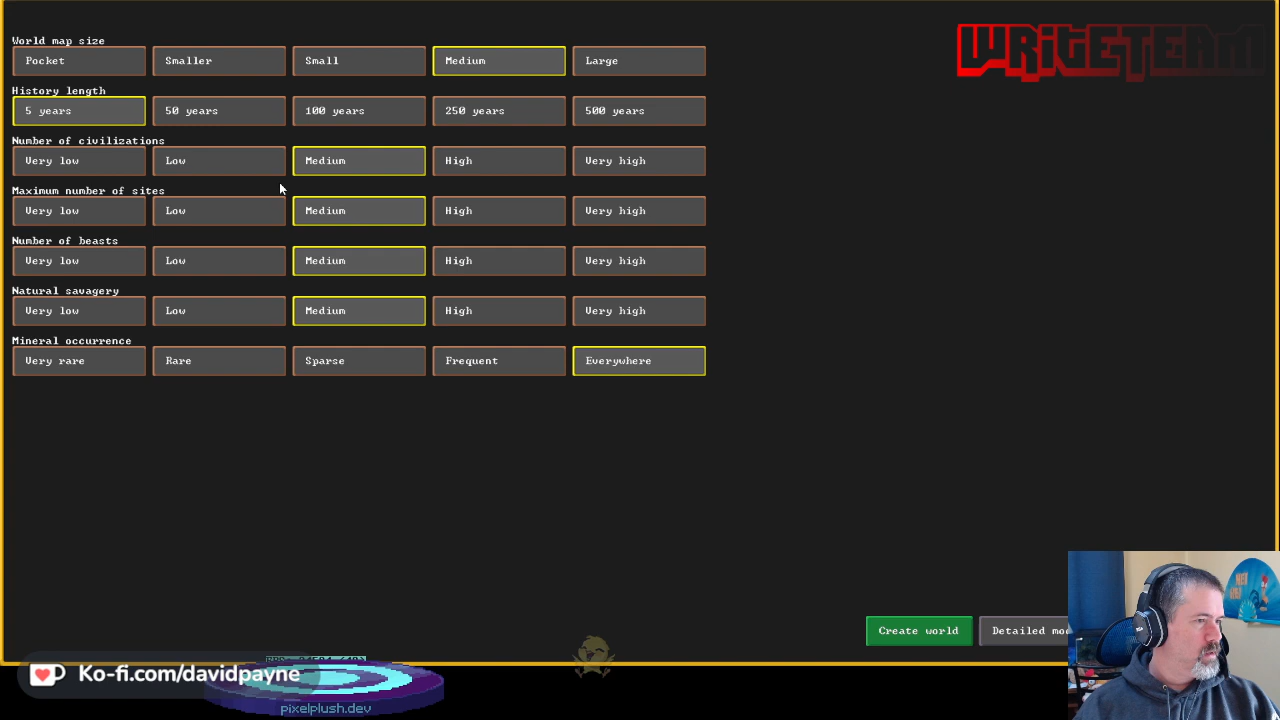 World map size
Pocket Smaller Small Medium Large
History length
5 years 50 years 100 years 250 years 500 years
Number of civilizations
Very low Low Medium High Very high
Maximum number of sites
Very low Low Medium High Very high
Number of beasts
Very low Low Medium High Very high
Natural savagery
Very low Low Medium High Very high
Mineral occurrence
Very rare Rare Sparse Frequent Everywhere
WRiTETEAM
Create world Detailed mo
Ko-fi.com/davidpayne
pixelplush.dev